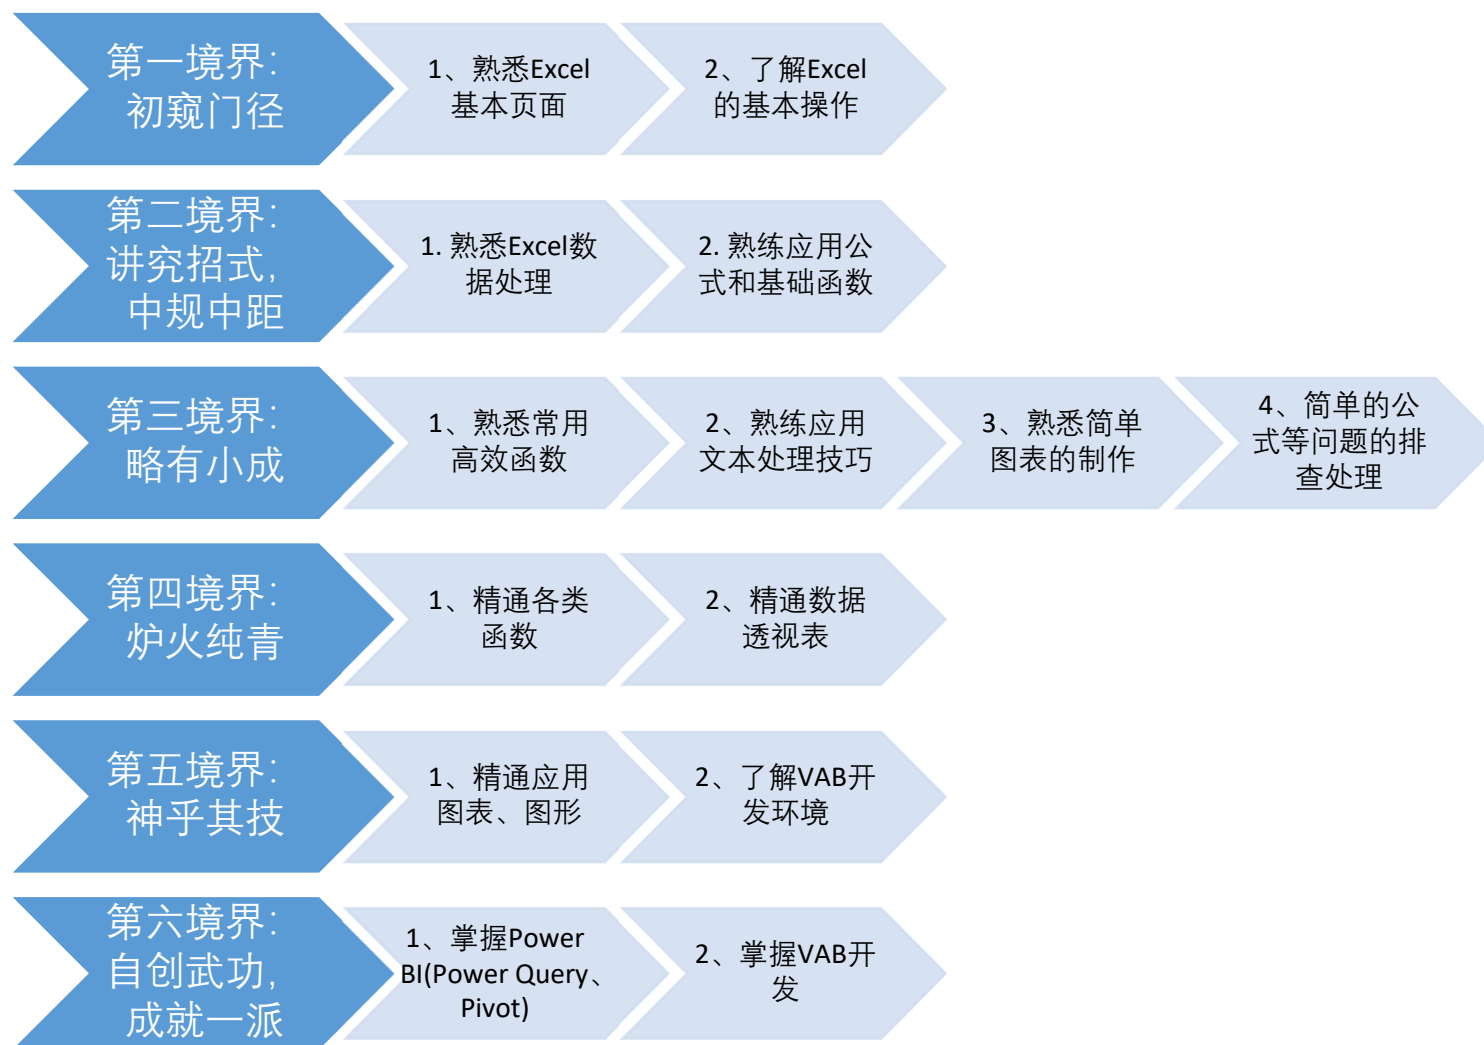 第一境界：
初窥门径
1、熟悉Excel
基本页面
2、了解Excel
的基本操作
第二境界：
讲究招式，
中规中距
1. 熟悉Excel数
据处理
2. 熟练应用公
式和基础函数
第三境界：
略有小成
1、熟悉常用
高效函数
2、熟练应用
文本处理技巧
3、熟悉简单
图表的制作
4、简单的公
式等问题的排
查处理
第四境界：
炉火纯青
1、精通各类
函数
2、精通数据
透视表
第五境界：
神乎其技
1、精通应用
图表、图形
2、了解VAB开
发环境
第六境界：
自创武功，
成就一派
1、掌握Power
BI(Power Query、
Pivot)
2、掌握VAB开
发